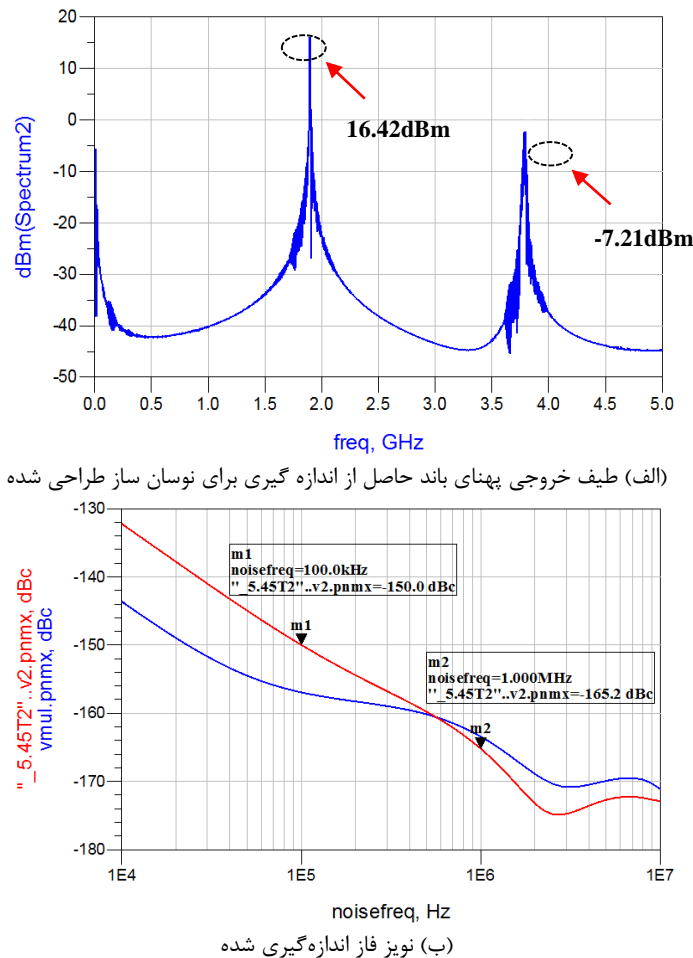 20
10
0
-10
-20
-30
-40
-50
dBm(Spectrum2)
16.42dBm
-7.21dBm
0.0 0.5 1.0 1.5 2.0 2.5 3.0 3.5 4.0 4.5 5.0
freq, GHz
(الف) طیف خروجی پهنای باند حاصل از اندازه گیری برای نوسان ساز طراحی شده
-130
-140
-150
-160
-170
-180
"_5.45T2"..v2.pnmx, dBc
vmul.pnmx, dBc
m1
noisefreq=100.0kHz
"_5.45T2"..v2.pnmx=-150.0 dBc
m1
m2
noisefreq=1.000MHz
"_5.45T2"..v2.pnmx=-165.2 dBc
m2
1E4 1E5 1E6 1E7
noisefreq, Hz
(ب) نویز فاز اندازه‌گیری شده